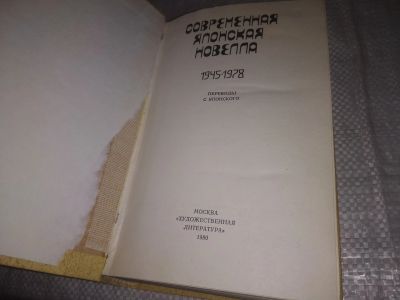 СОВРЕМЕННАЯ
ЯПОНСКАЯ
НОВЕЛЛА
1945-1978
ПЕРЕВОДЫ
С ЯПОНСКОГО
МОСКВА
«ХУДОЖЕСТВЕННАЯ
ЛИТЕРАТУРА»
1980